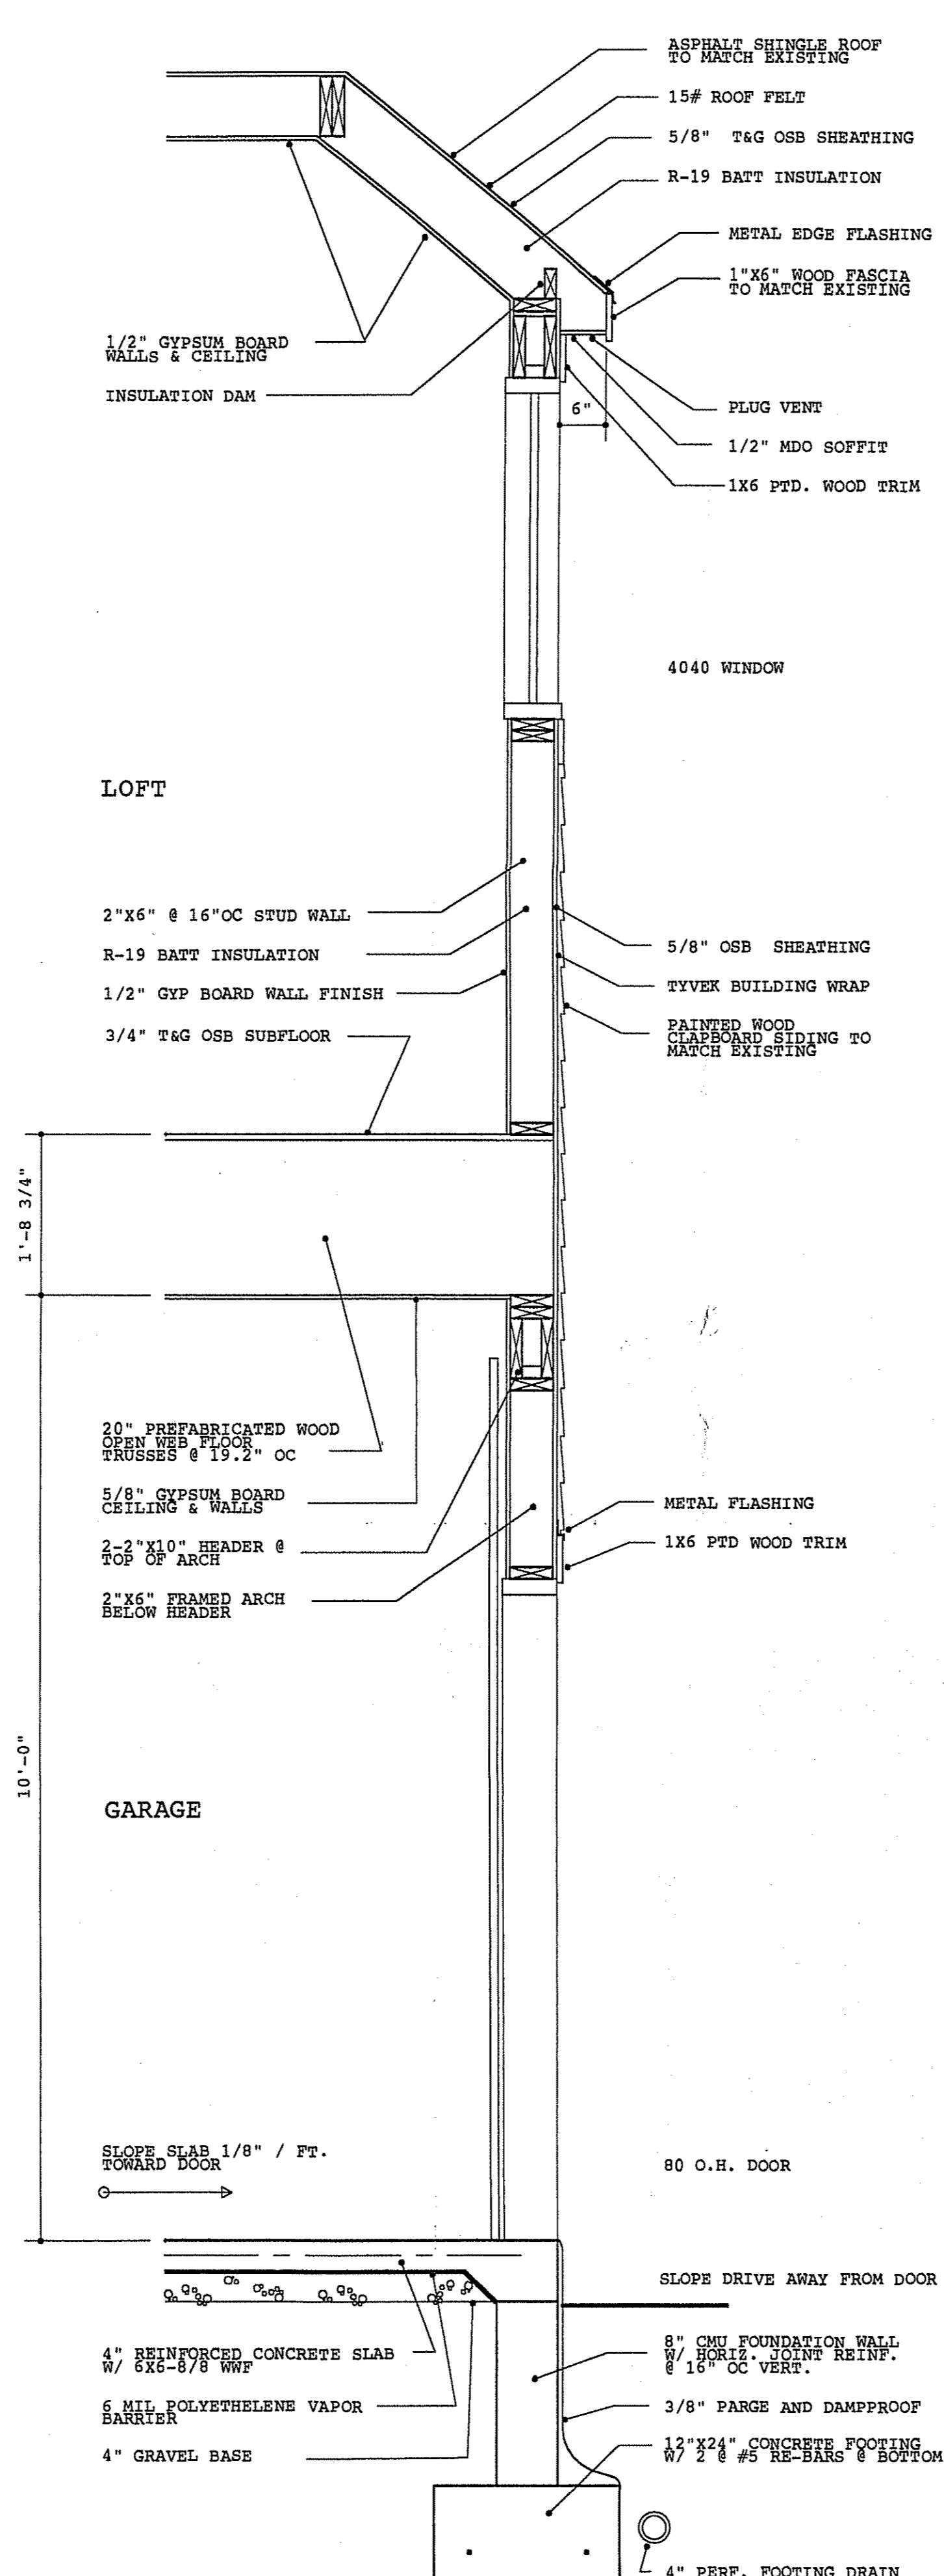 ASPHALT SHINGLE ROOF
TO MATCH EXISTING
15# ROOF FELT
5/8" T&G OSB SHEATHING
R-19 BATT INSULATION
METAL EDGE FLASHING
1"X6" WOOD FASCIA
TO MATCH EXISTING
1/2" GYPSUM BOARD
WALLS & CEILING
INSULATION DAM
6"
PLUG VENT
1/2" MDO SOFFIT
1X6 PTD. WOOD TRIM
4040 WINDOW
LOFT
2"X6" @ 16"OC STUD WALL
R-19 BATT INSULATION
1/2" GYP BOARD WALL FINISH
3/4" T&G OSB SUBFLOOR
5/8" OSB SHEATHING
TYVEK BUILDING WRAP
PAINTED WOOD
CLAPBOARD SIDING TO
MATCH EXISTING
1'-8 3/4"
20" PREFABRICATED WOOD
OPEN WEB FLOOR
TRUSSES @ 19.2" OC
5/8" GYPSUM BOARD
CEILING & WALLS
2-2"X10" HEADER @
TOP OF ARCH
2"X6" FRAMED ARCH
BELOW HEADER
METAL FLASHING
1X6 PTD WOOD TRIM
10'-0"
GARAGE
SLOPE SLAB 1/8" / FT.
TOWARD DOOR
80 O.H. DOOR
SLOPE DRIVE AWAY FROM DOOR
4" REINFORCED CONCRETE SLAB
W/ 6X6-8/8 WWF
6 MIL POLYETHELENE VAPOR
BARRIER
4" GRAVEL BASE
8" CMU FOUNDATION WALL
W/ HORIZ. JOINT REINF.
@ 16" OC VERT.
3/8" PARGE AND DAMPPROOF
12"X24" CONCRETE FOOTING
W/ 2 @ #5 RE-BARS @ BOTTOM
4" PERF. FOOTING DRAIN